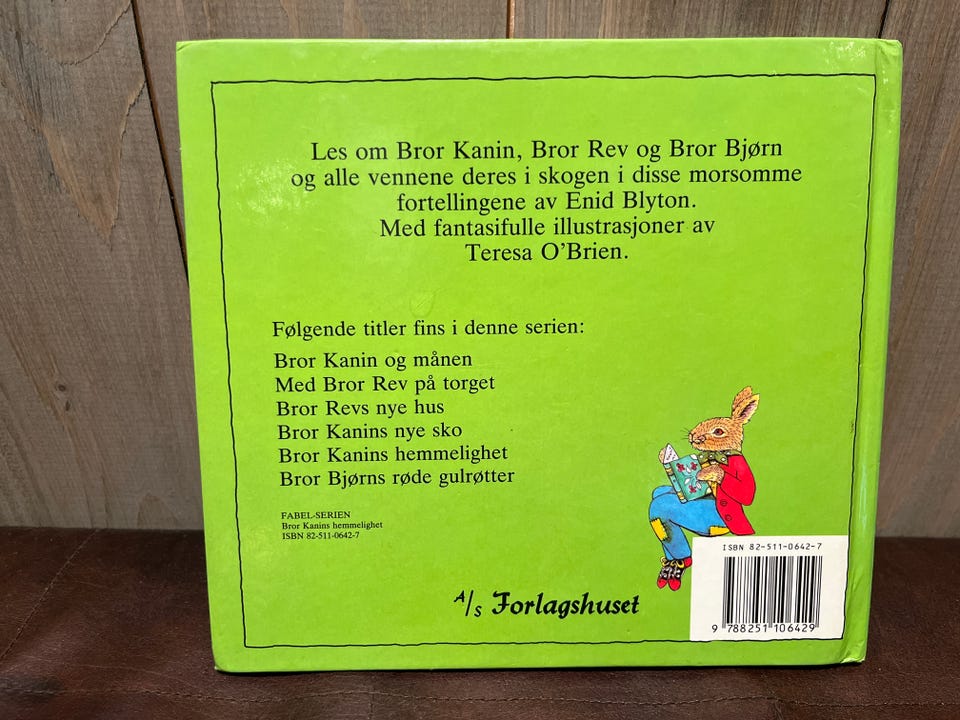 Les om Bror Kanin, Bror Rev og Bror Bjørn
og alle vennene deres i skogen i disse morsomme
fortellingene av Enid Blyton.
Med fantasifulle illustrasjoner av
Teresa O'Brien.
Følgende titler fins i denne serien:
Bror Kanin og månen
Med Bror Rev på torget
Bror Revs nye hus
Bror Kanins nye sko
Bror Kanins hemmelighet
Bror Bjørns røde gulrøtter
FABEL-SERIEN
Bror Kanins hemmelighet
ISBN 82-511-0642-7
A/S Forlagshuset
ISBN 82-511-0642-7
9 788251 106429